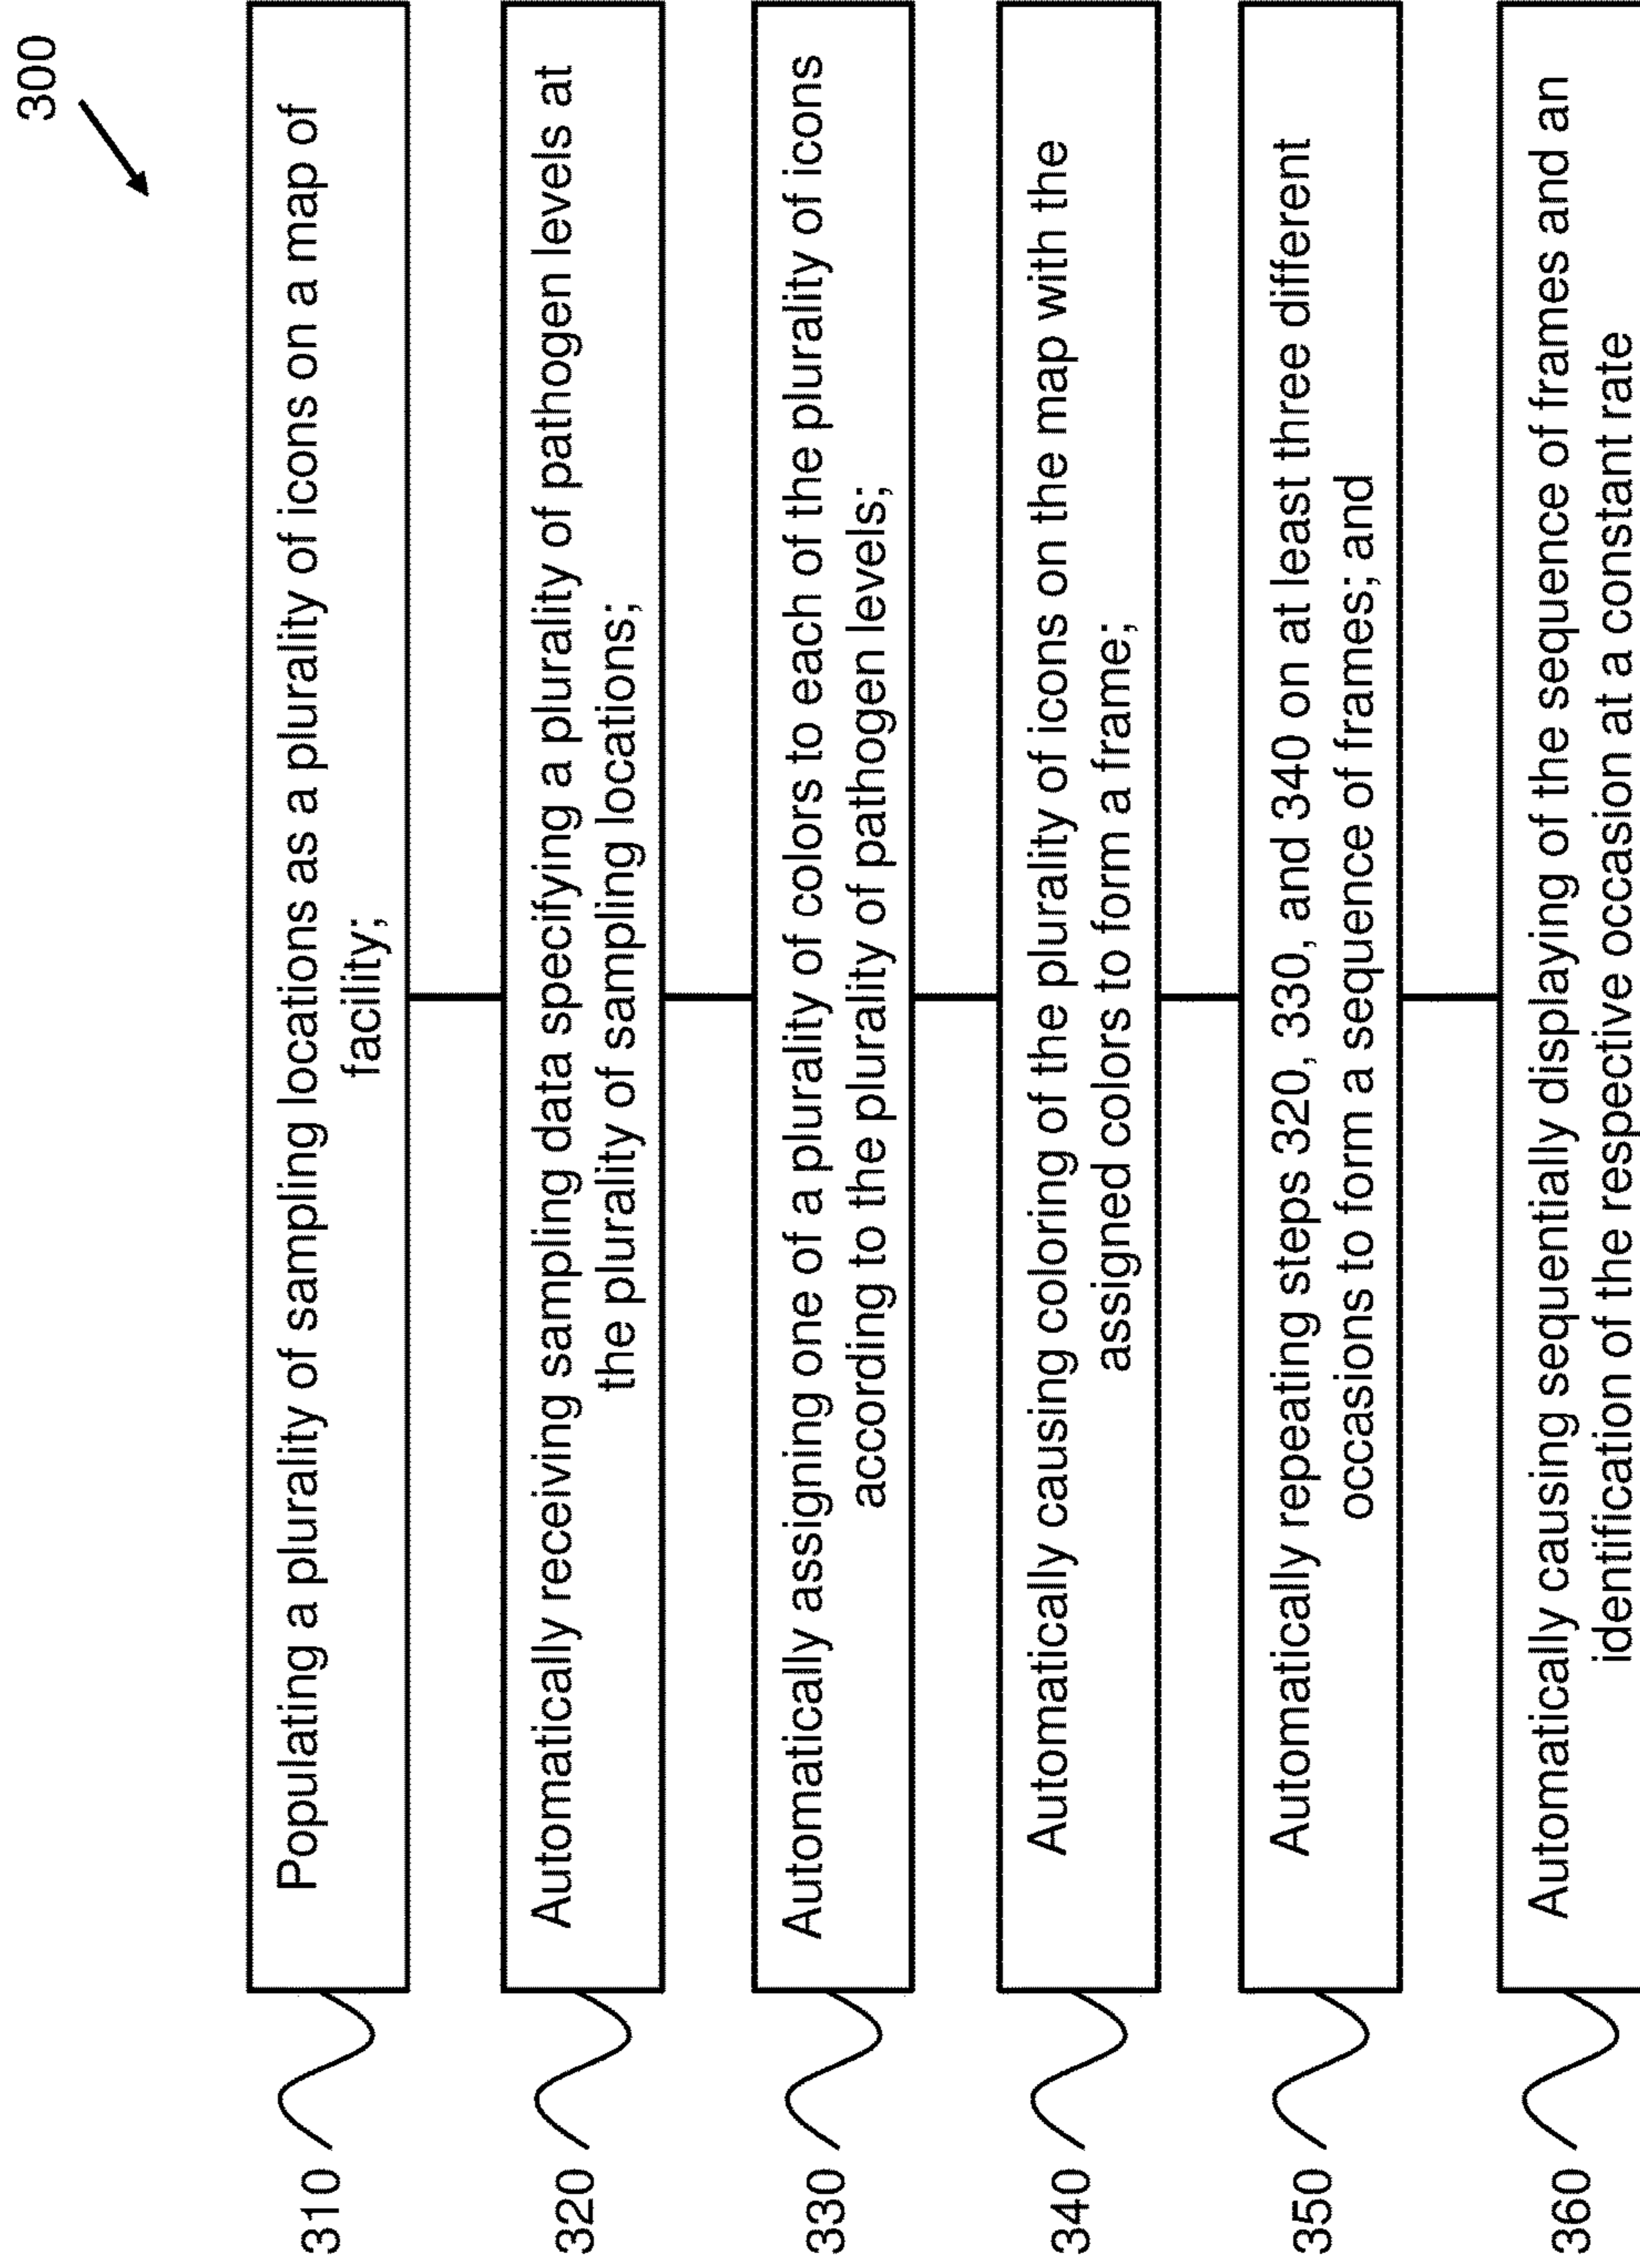 300
310
Populating a plurality of sampling locations as a plurality of icons on a map of
facility;
320
Automatically receiving sampling data specifying a plurality of pathogen levels at
the plurality of sampling locations;
330
Automatically assigning one of a plurality of colors to each of the plurality of icons
according to the plurality of pathogen levels;
340
Automatically causing coloring of the plurality of icons on the map with the
assigned colors to form a frame;
350
Automatically repeating steps 320, 330, and 340 on at least three different
occasions to form a sequence of frames; and
360
Automatically causing sequentially displaying of the sequence of frames and an
identification of the respective occasion at a constant rate